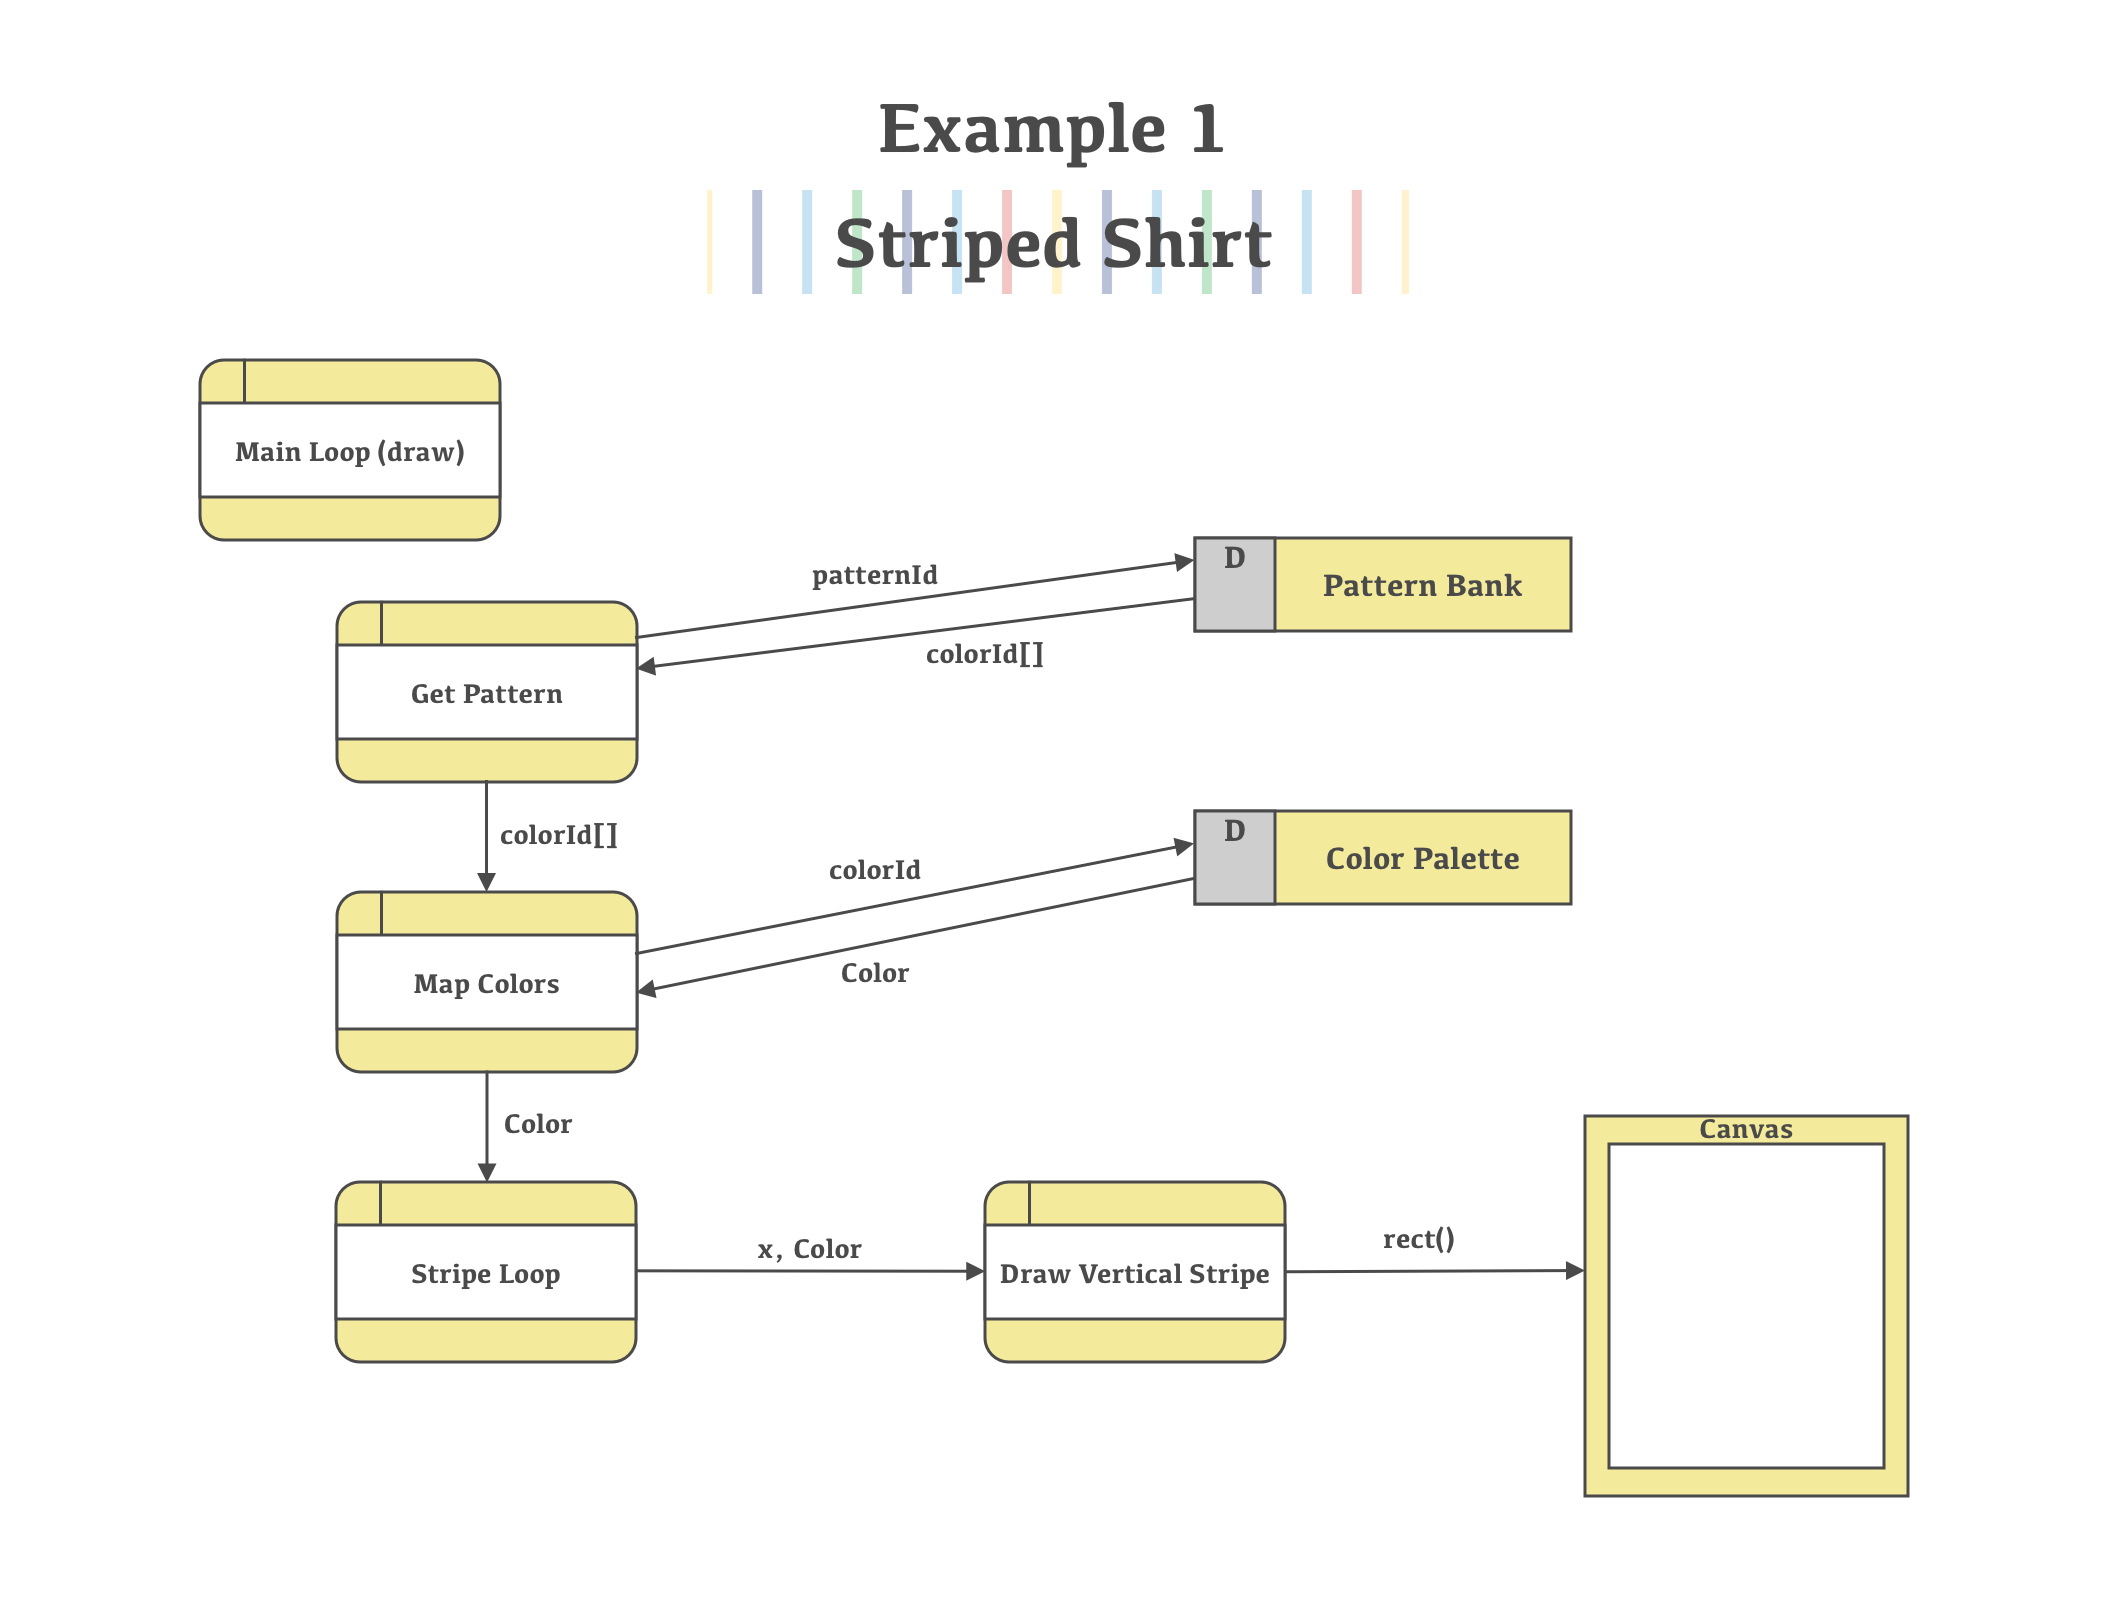 Example 1
Striped Shirt
Main Loop (draw)
patternId
D
Pattern Bank
colorId[]
Get Pattern
colorId[]
D
Color Palette
colorId
Color
Map Colors
Color
Canvas
Stripe Loop
x, Color
Draw Vertical Stripe
rect()